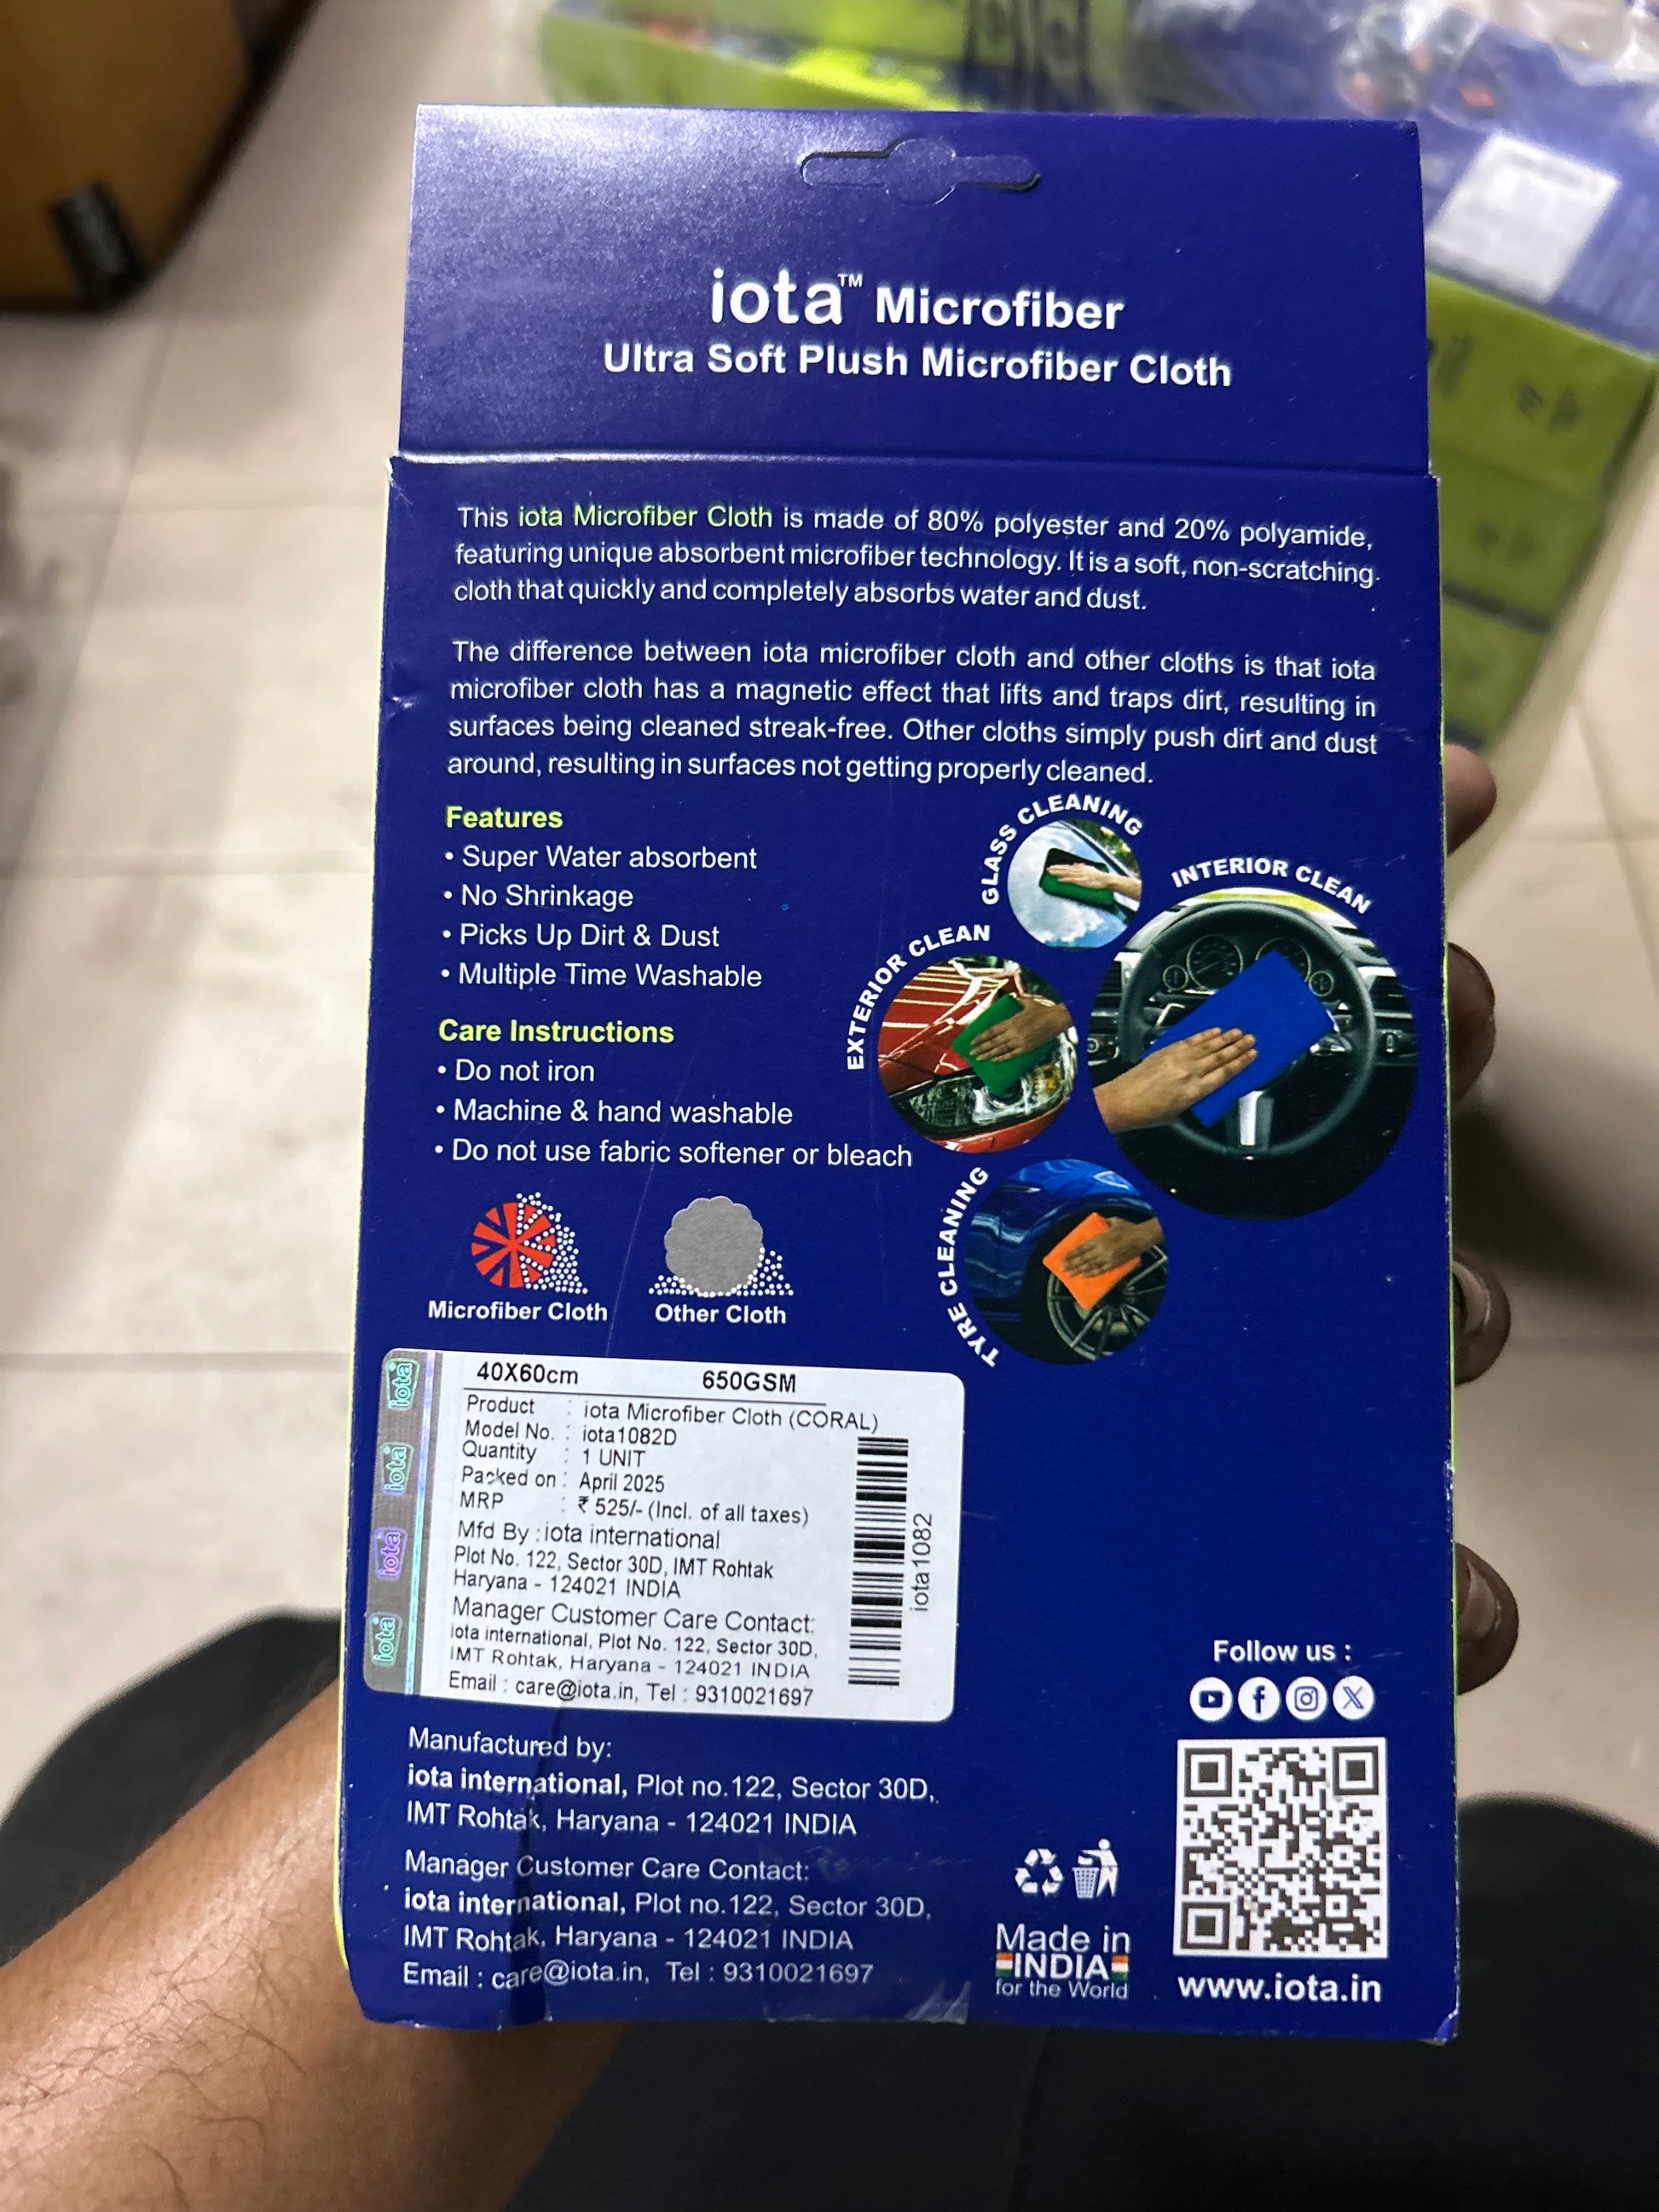 iota™ Microfiber
Ultra Soft Plush Microfiber Cloth
This iota Microfiber Cloth is made of 80% polyester and 20% polyamide,
featuring unique absorbent microfiber technology. It is a soft, non-scratching
cloth that quickly and completely absorbs water and dust.
The difference between iota microfiber cloth and other cloths is that iota
microfiber cloth has a magnetic effect that lifts and traps dirt, resulting in
surfaces being cleaned streak-free. Other cloths simply push dirt and dust
around, resulting in surfaces not getting properly cleaned.
Features
• Super Water absorbent
• No Shrinkage
• Picks Up Dirt & Dust
• Multiple Time Washable
Care Instructions
• Do not iron
• Machine & hand washable
• Do not use fabric softener or bleach
GLASS CLEANING
INTERIOR CLEAN
EXTERIOR CLEAN
TYRE CLEANING
Microfiber Cloth
Other Cloth
iota
iota
iota
iota
40X60cm 650GSM
Product : iota Microfiber Cloth (CORAL)
Model No. : iota1082D
Quantity : 1 UNIT
Packed on : April 2025
MRP : ₹ 525/- (Incl. of all taxes)
Mfd By : iota international
Plot No. 122, Sector 30D, IMT Rohtak
Haryana - 124021 INDIA
Manager Customer Care Contact:
iota international, Plot No. 122, Sector 30D,
IMT Rohtak, Haryana - 124021 INDIA
Email : care@iota.in, Tel : 9310021697
iota1082
Manufactured by:
iota international, Plot no.122, Sector 30D,
IMT Rohtak, Haryana - 124021 INDIA
Manager Customer Care Contact:
iota international, Plot no.122, Sector 30D,
IMT Rohtak, Haryana - 124021 INDIA
Email : care@iota.in, Tel : 9310021697
Made in
INDIA
for the World
Follow us :
www.iota.in